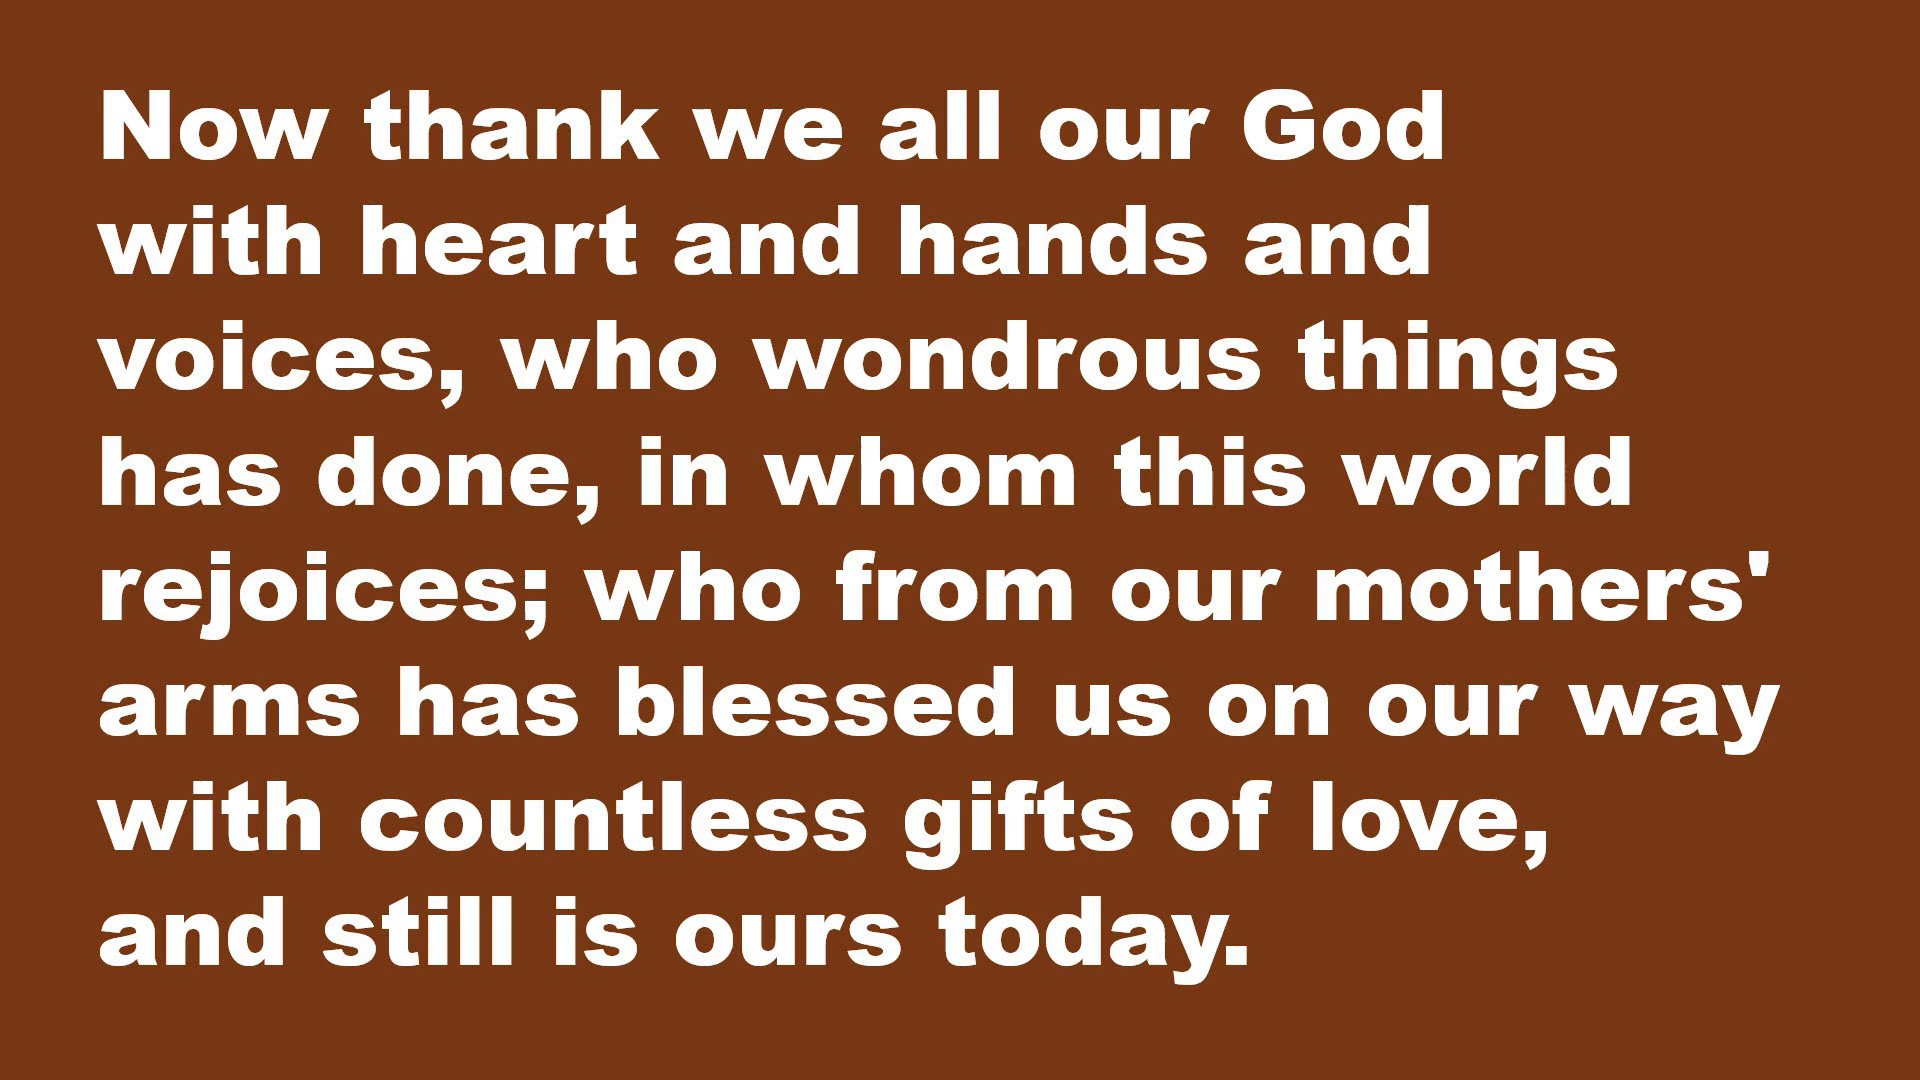 Now thank we all our God
with heart and hands and
voices, who wondrous things
has done, in whom this world
rejoices; who from our mothers'
arms has blessed us on our way
with countless gifts of love,
and still is ours today.